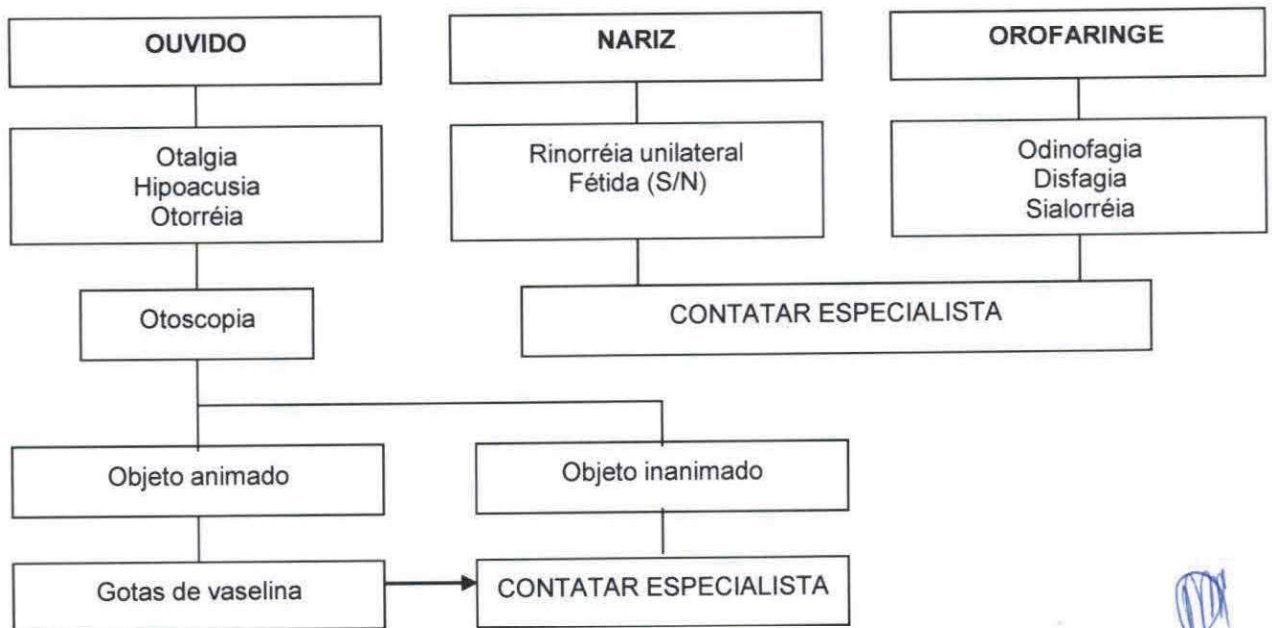 OUVIDO
NARIZ
OROFARINGE
Otalgia
Hipoacusia
Otorréia
Rinorréia unilateral
Fétida (S/N)
Odinofagia
Disfagia
Sialorréia
Otoscopia
CONTATAR ESPECIALISTA
Objeto animado
Objeto inanimado
Gotas de vaselina
CONTATAR ESPECIALISTA